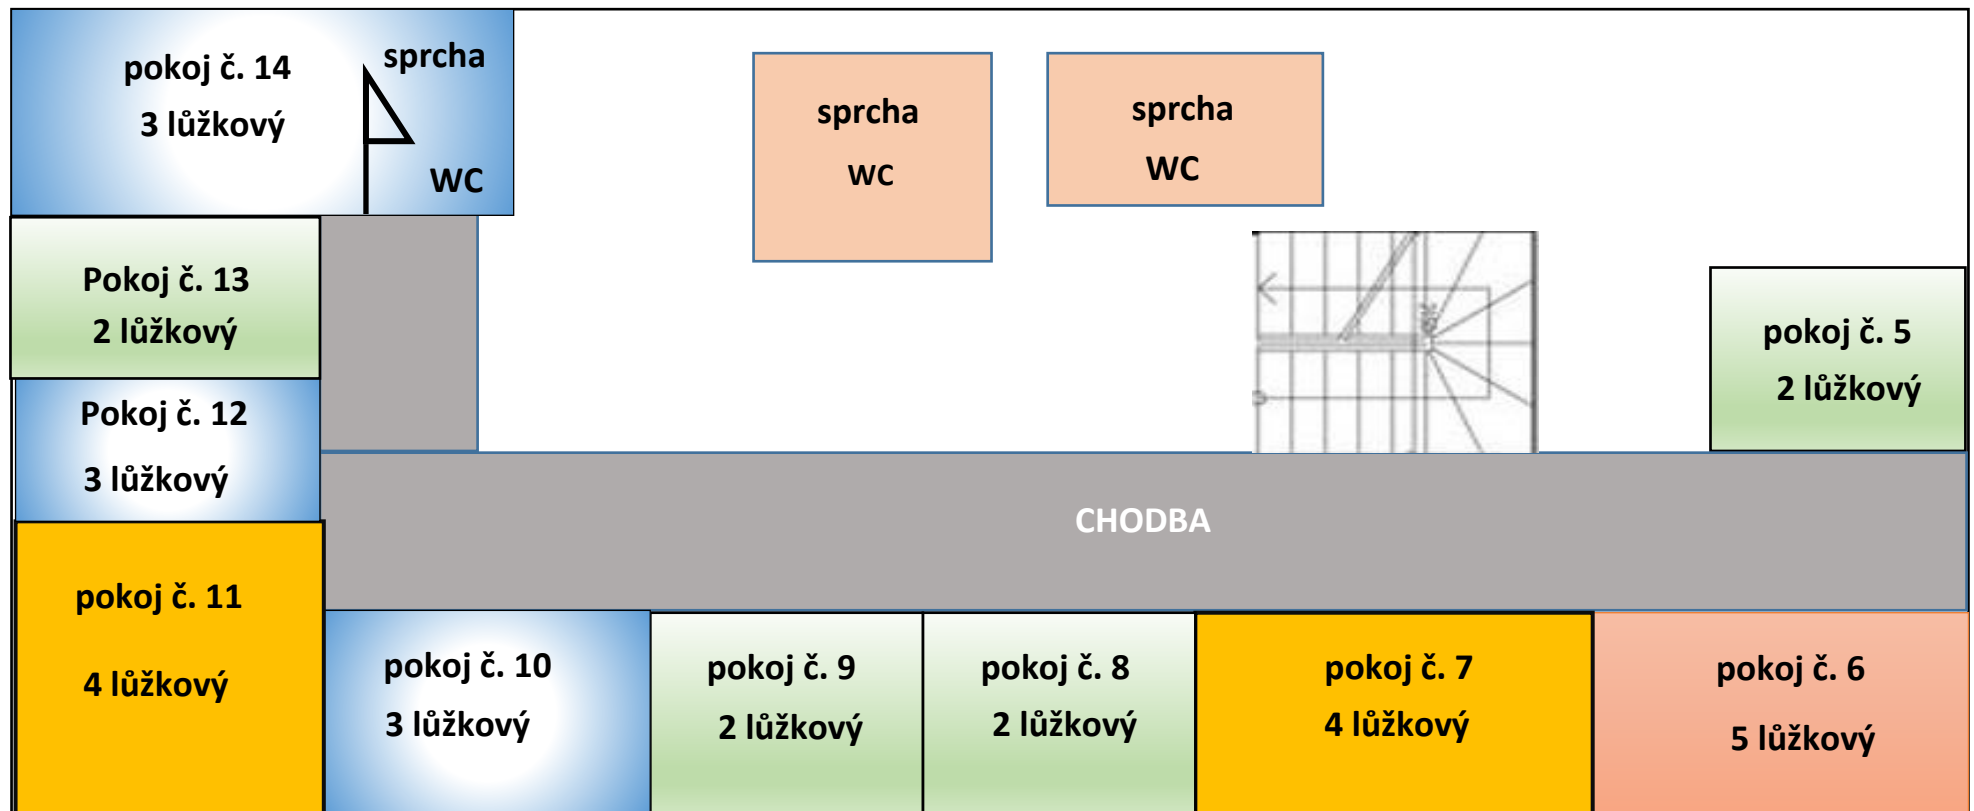 pokoj č. 14
3 lůžkový
sprcha
WC
sprcha
WC
sprcha
WC
Pokoj č. 13
2 lůžkový
pokoj č. 5
2 lůžkový
Pokoj č. 12
3 lůžkový
CHODBA
pokoj č. 11
4 lůžkový
pokoj č. 10
3 lůžkový
pokoj č. 9
2 lůžkový
pokoj č. 8
2 lůžkový
pokoj č. 7
4 lůžkový
pokoj č. 6
5 lůžkový